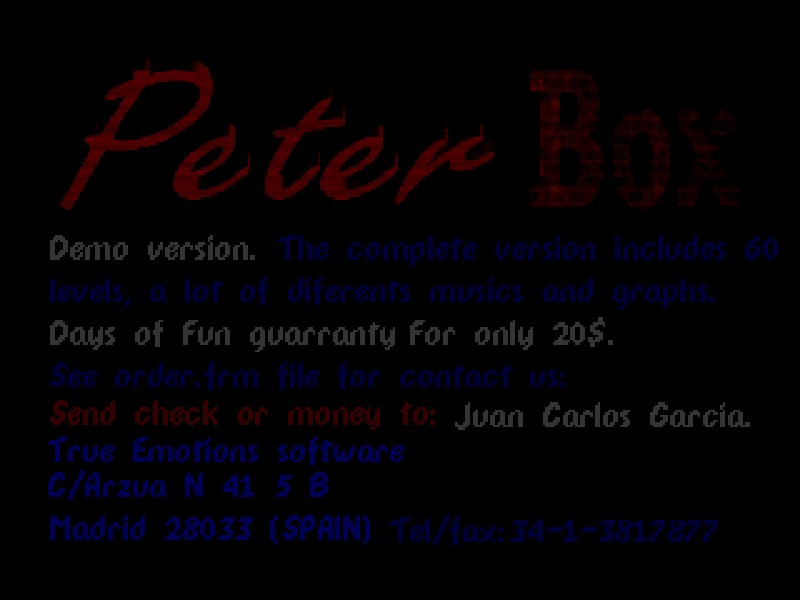 Peter Box
Demo version. The complete version includes 60
levels, a lot of diferents musics and graphs.
Days of fun guarranty for only 20$.
See order.frm file for contact us:
Send check or money to: Juan Carlos García.
True Emotions software
C/Arzua N 41 5 B
Madrid 28033 (SPAIN) Tel/fax: 34-1-3817877